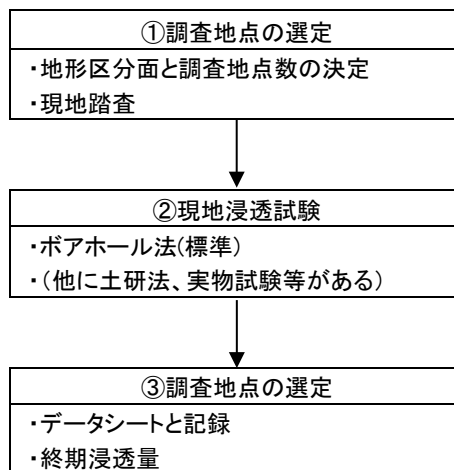 ①調査地点の選定
・地形区分面と調査地点数の決定
・現地踏査
②現地浸透試験
・ボアホール法(標準)
・(他に土研法、実物試験等がある)
③調査地点の選定
・データシートと記録
・終期浸透量